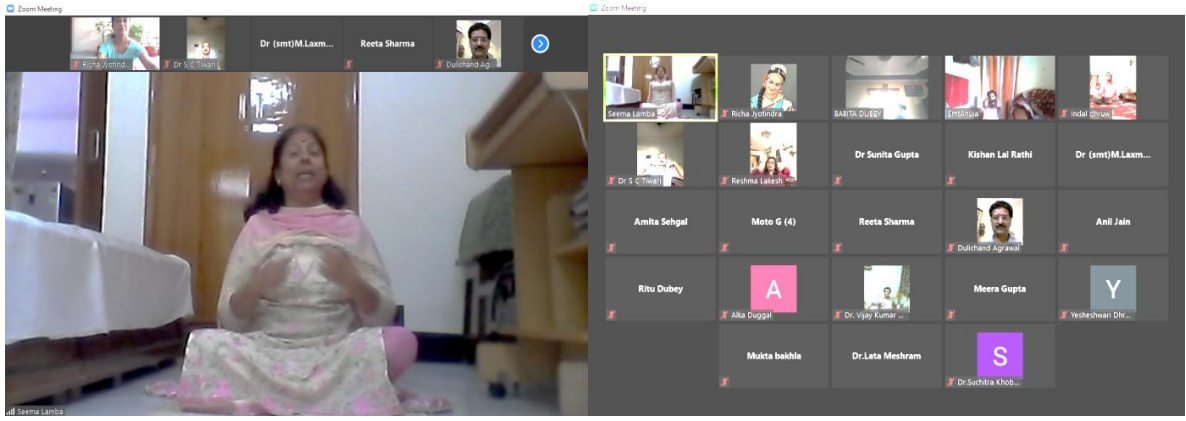 Zoom Meeting
Richa Jyotind...
Dr S C Tiwari
Dr (smt)M.Laxm...
Reeta Sharma
Dulichand Ag...
Seema Lamba
Zoom Meeting
Seema Lamba
Richa Jyotindra
BABITA DUBEY
SmtAnuja
Indal dhruw
Dr S C Tiwari
Reshma Lakesh
Dr Sunita Gupta
Kishan Lal Rathi
Dr (smt)M.Laxm...
Amita Sehgal
Moto G (4)
Reeta Sharma
Dulichand Agrawal
Anil Jain
Ritu Dubey
A
Alka Duggal
Dr. Vijay Kumar ...
Meera Gupta
Y
Yesheshwari Dhr...
Mukta bakhla
Dr.Lata Meshram
S
Dr.Suchitra Khob...